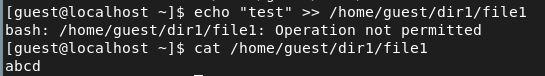 [guest@localhost ~]$ echo "test" >> /home/guest/dir1/file1
bash: /home/guest/dir1/file1: Operation not permitted
[guest@localhost ~]$ cat /home/guest/dir1/file1
abcd